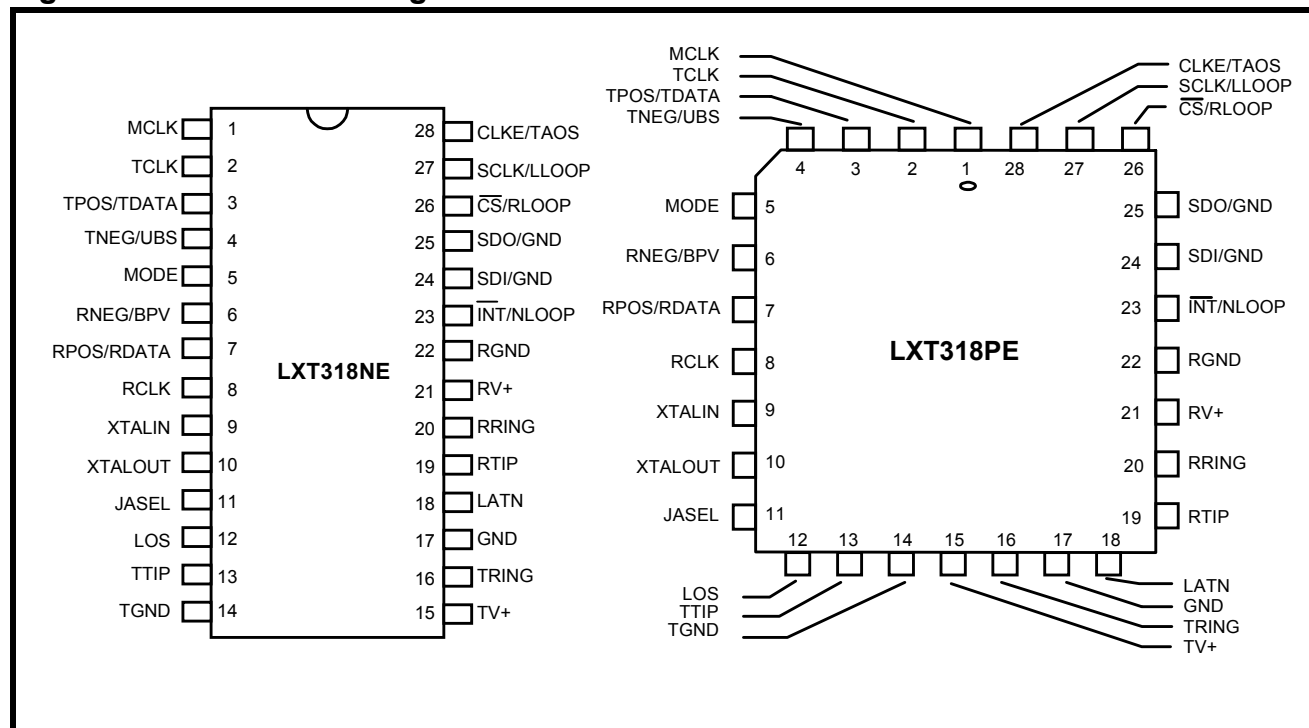 MCLK 1 28 CLKE/TAOS
TCLK 2 27 SCLK/LLOOP
TPOS/TDATA 3 26 C̅S̅/RLOOP
TNEG/UBS 4 25 SDO/GND
MODE 5 24 SDI/GND
RNEG/BPV 6 23 I̅N̅T̅/NLOOP
RPOS/RDATA 7 22 RGND
LXT318NE
RCLK 8 21 RV+
XTALIN 9 20 RRING
XTALOUT 10 19 RTIP
JASEL 11 18 LATN
LOS 12 17 GND
TTIP 13 16 TRING
TGND 14 15 TV+
MCLK
TCLK
TPOS/TDATA
TNEG/UBS
CLKE/TAOS
SCLK/LLOOP
C̅S̅/RLOOP
4 3 2 1 28 27 26
MODE 5 25 SDO/GND
RNEG/BPV 6 24 SDI/GND
RPOS/RDATA 7 23 I̅N̅T̅/NLOOP
LXT318PE
RCLK 8 22 RGND
XTALIN 9 21 RV+
XTALOUT 10 20 RRING
JASEL 11 19 RTIP
12 13 14 15 16 17 18
LOS
TTIP
TGND
LATN
GND
TRING
TV+